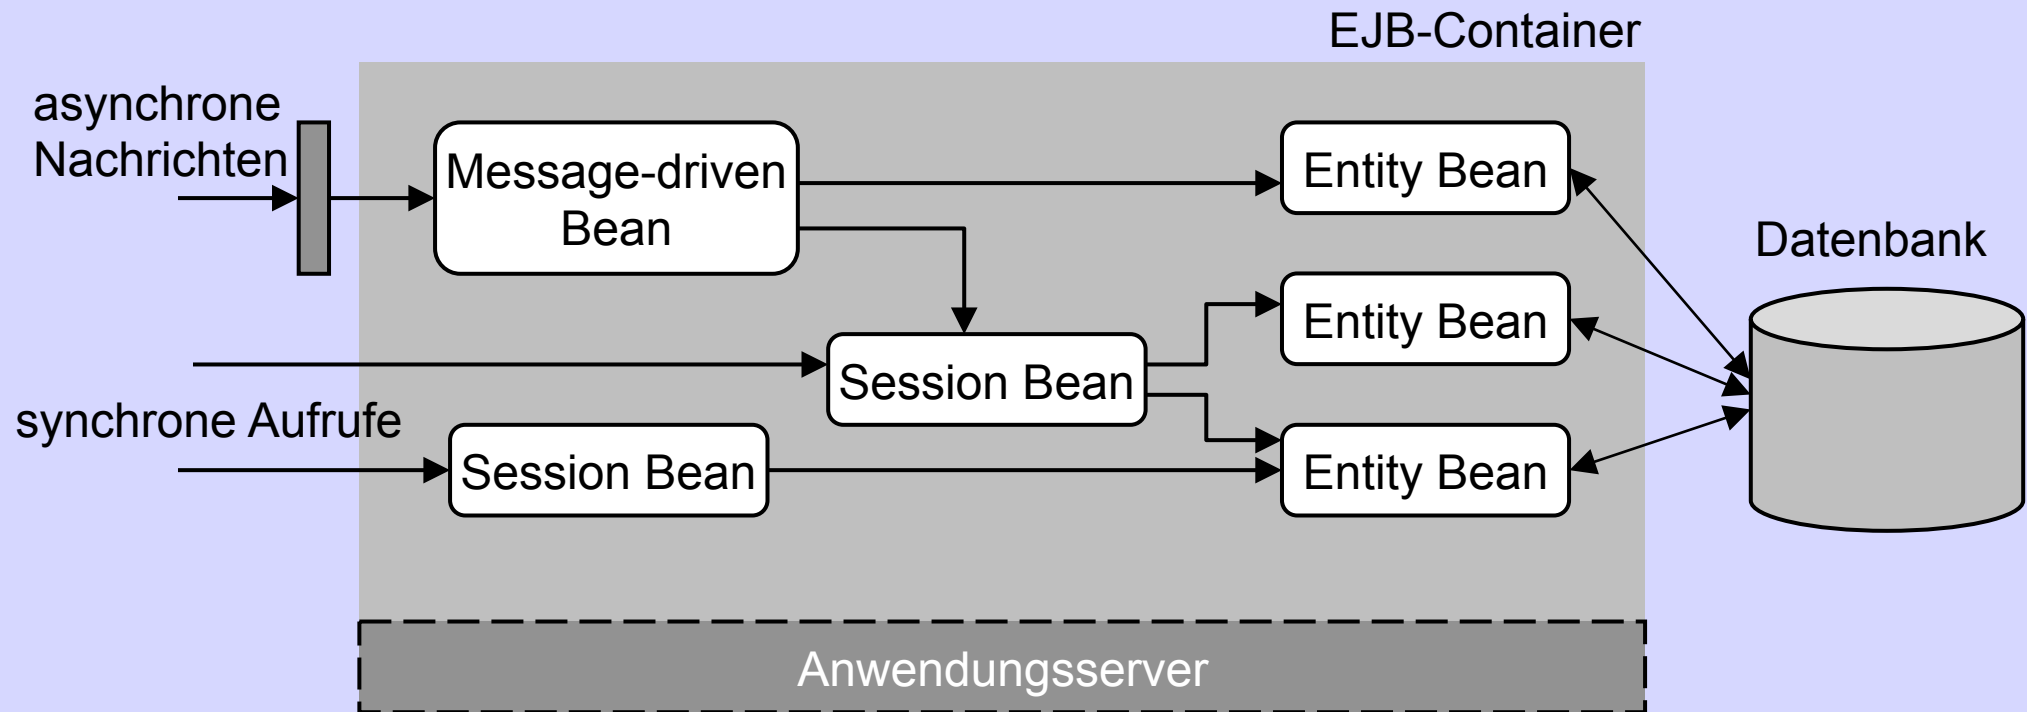 EJB-Container
asynchrone
Nachrichten
Message-driven
Bean
Entity Bean
Datenbank
Entity Bean
Session Bean
synchrone Aufrufe
Session Bean
Entity Bean
Anwendungsserver